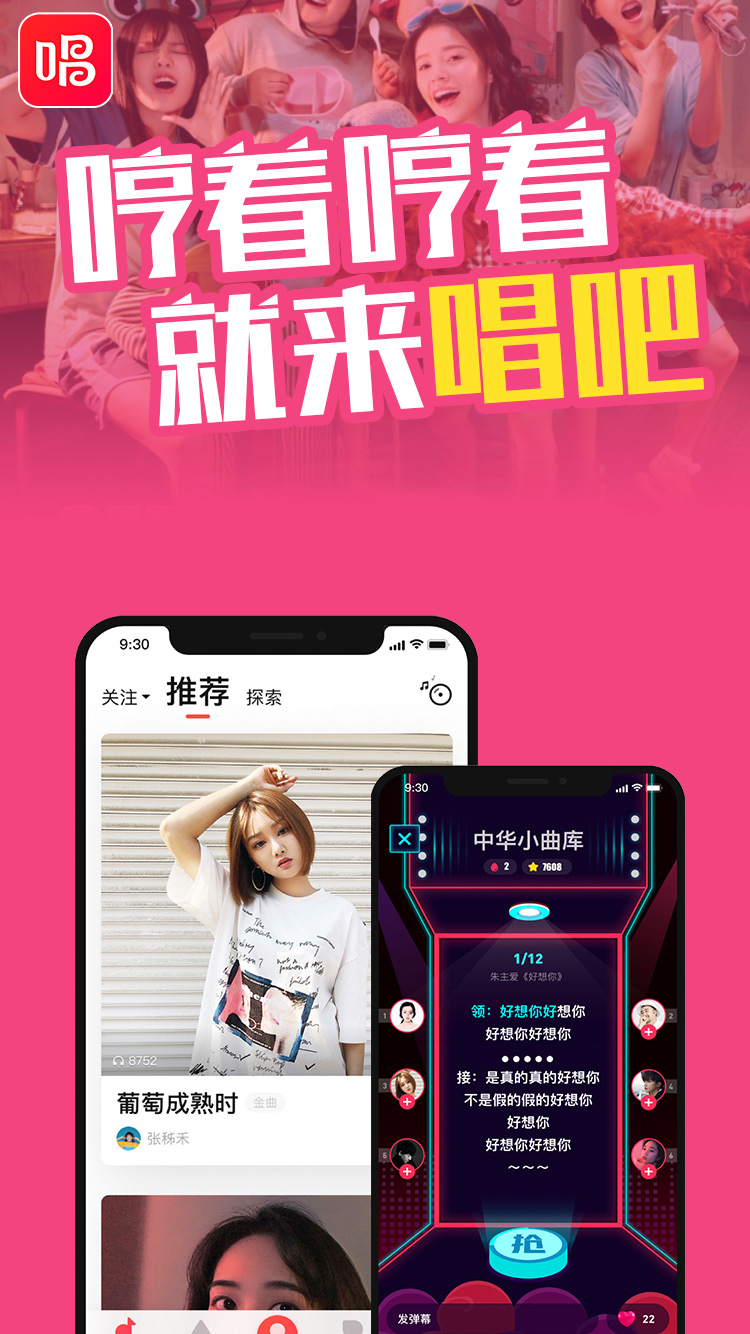 唱
哼着哼着
就来唱吧
9:30
关注 推荐 探索
8752
葡萄成熟时 金曲
张秭禾
9:30
中华小曲库
2 7608
1/12
朱主爱《好想你》
领：好想你好想你
好想你好想你
●●●●●
接：是真的真的好想你
不是假的假的好想你
好想你
好想你好想你
～～～
1 2
3 4
5 6
抢
发弹幕 22